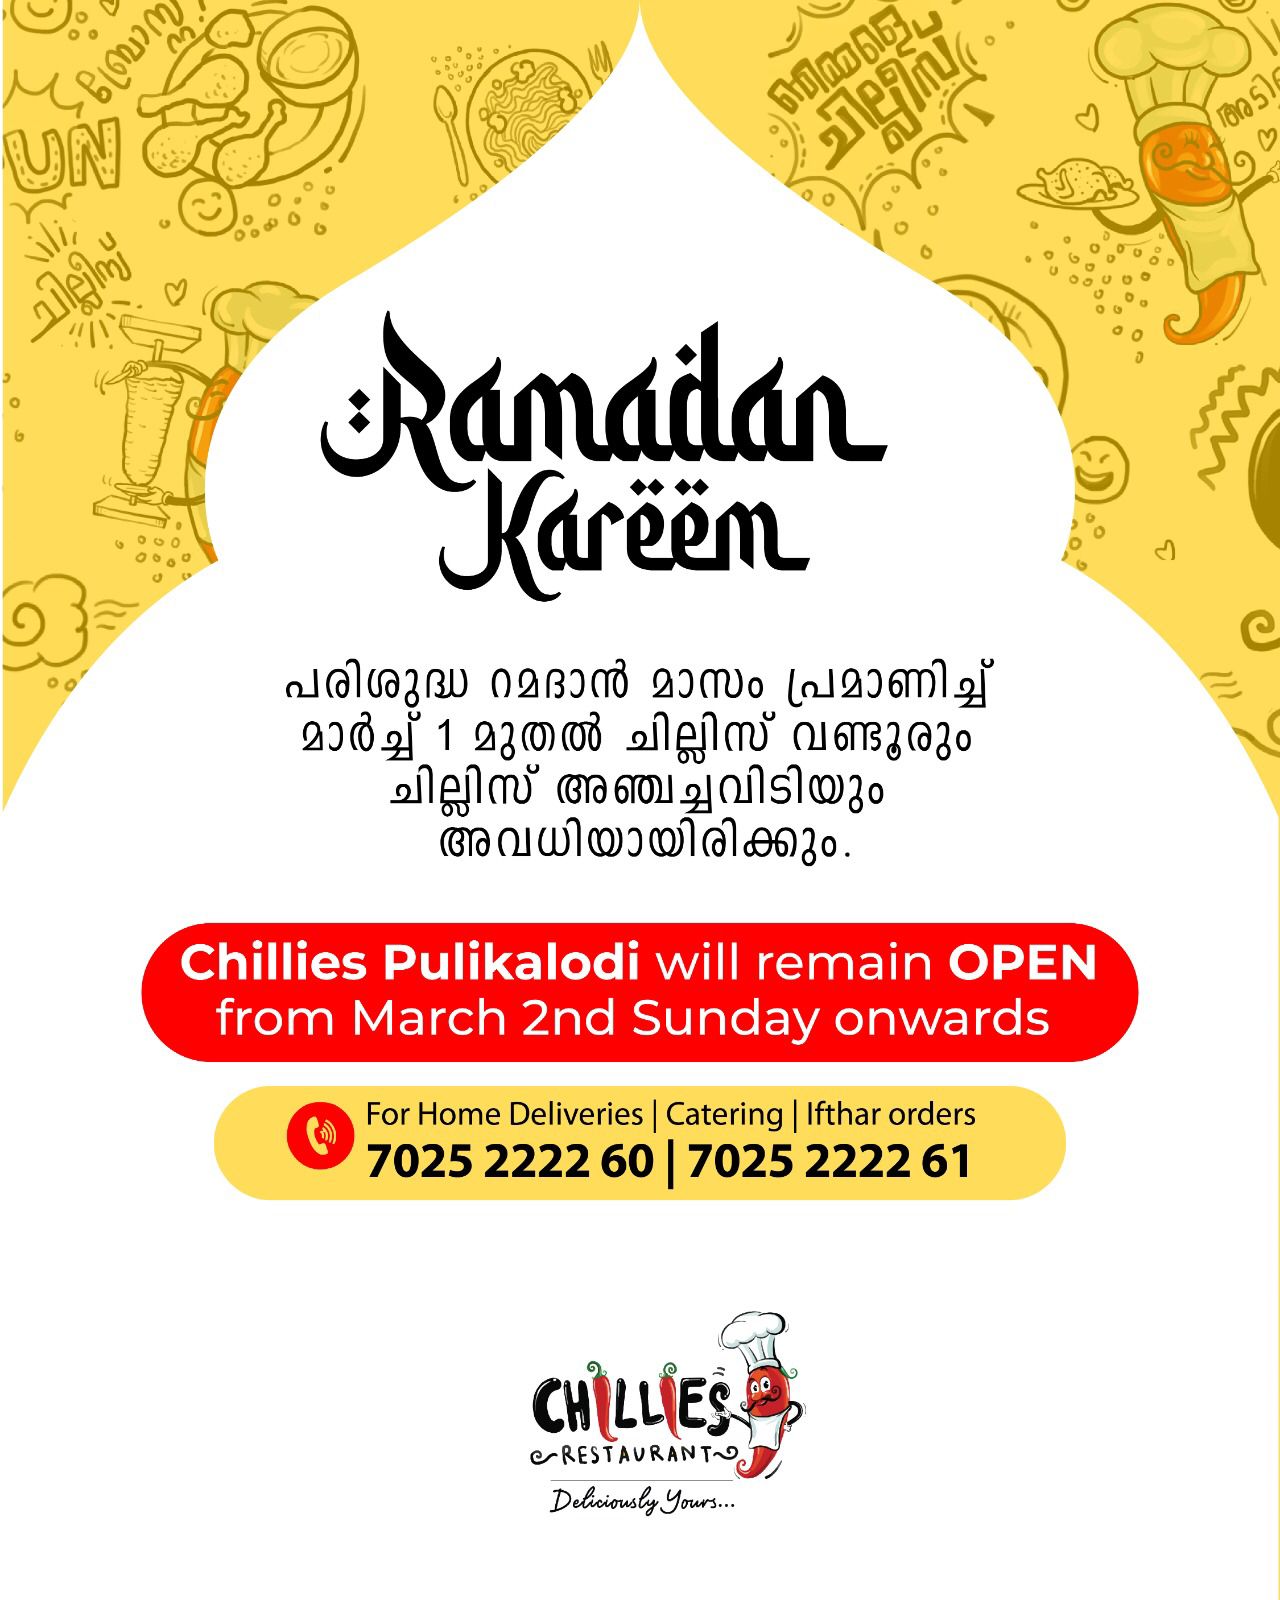 ബ്രോസ്റ്റ്
UN
ചില്ലീസ്
ചില്ലീസ്
Ramadan
Kareem
പരിശുദ്ധ റമദാൻ മാസം പ്രമാണിച്ച്
മാർച്ച് 1 മുതൽ ചില്ലിസ് വണ്ടൂരും
ചില്ലിസ് അഞ്ചച്ചവിടിയും
അവധിയായിരിക്കും.
Chillies Pulikalodi will remain OPEN
from March 2nd Sunday onwards
For Home Deliveries | Catering | Ifthar orders
7025 2222 60 | 7025 2222 61
CHILLIES
RESTAURANT
Deliciously Yours...